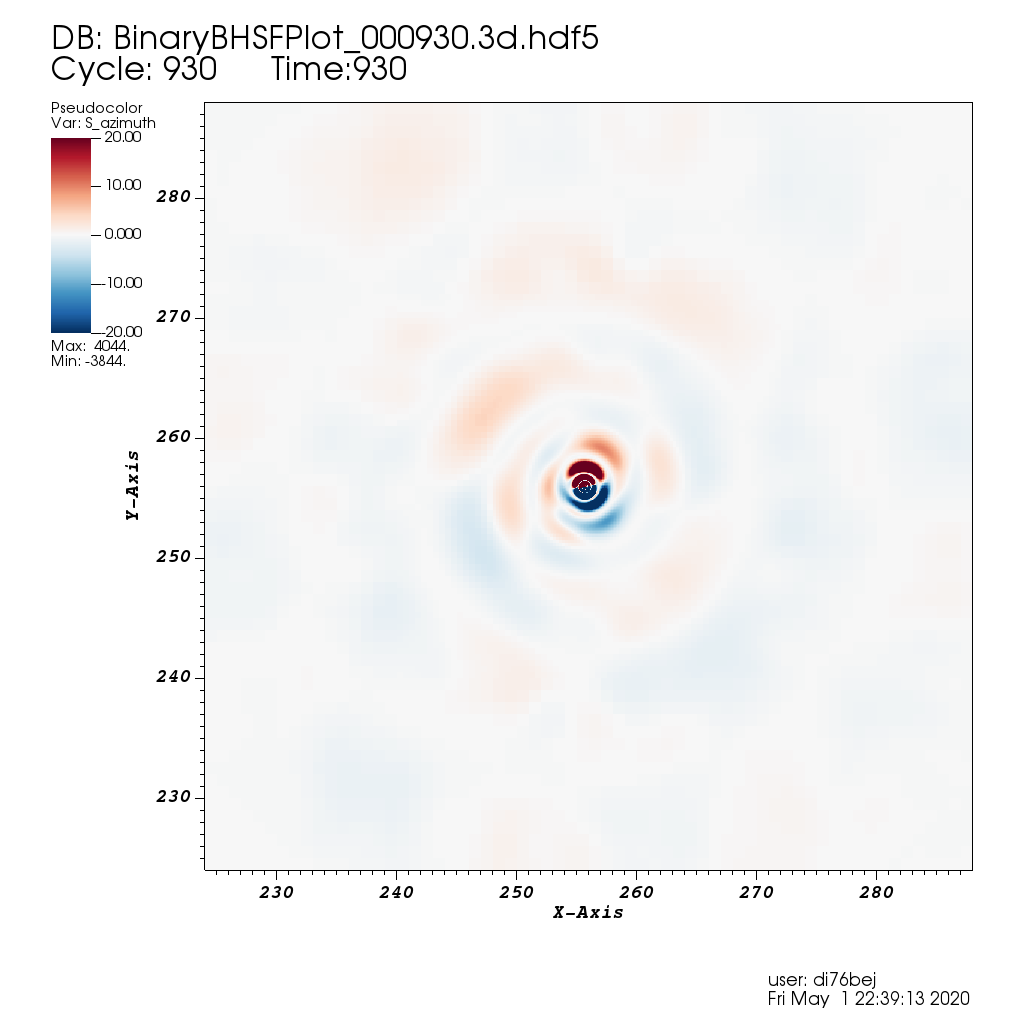 DB: BinaryBHSFPlot_000930.3d.hdf5
Cycle: 930 Time:930
Pseudocolor
Var: S_azimuth
20.00
10.00
0.000
-10.00
-20.00
Max: 4044.
Min: -3844.
Y-Axis
280
270
260
250
240
230
230 240 250 260 270 280
X-Axis
user: di76bej
Fri May 1 22:39:13 2020